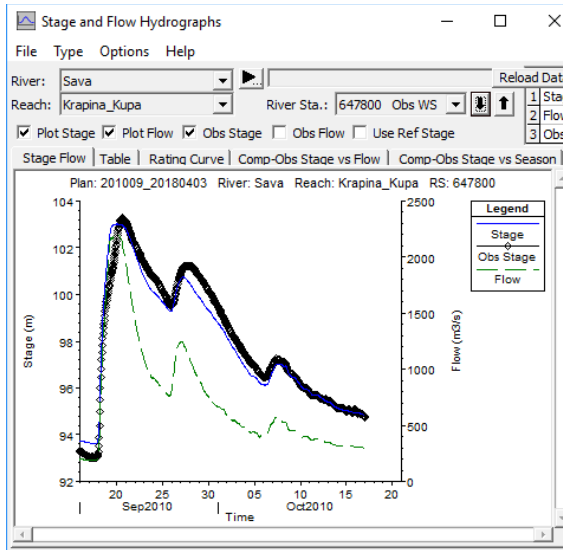 Stage and Flow Hydrographs
File Type Options Help
River: Sava Reload Dat
Reach: Krapina_Kupa River Sta.: 647800 Obs WS 1 Sta
Plot Stage Plot Flow Obs Stage Obs Flow Use Ref Stage 2 Flow
3 Obs
Stage Flow Table Rating Curve Comp-Obs Stage vs Flow Comp-Obs Stage vs Season
Plan: 201009_20180403 River: Sava Reach: Krapina_Kupa RS: 647800
104 2500
Legend
Stage
Obs Stage
Flow
102 2000
100 1500
98 1000
96
94 500
92 0
Stage (m)
Flow (m3/s)
20 25 30 05 10 15 20
Sep2010 Oct2010
Time